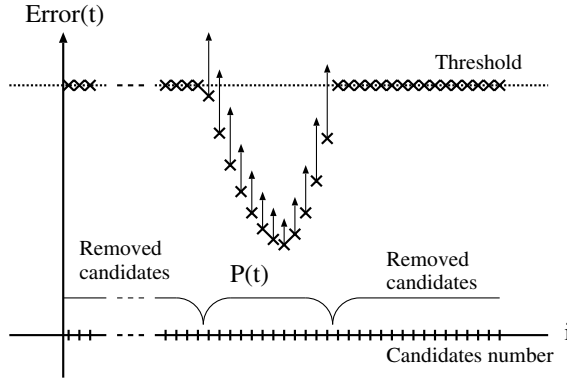 Error(t)
Threshold
Removed
candidates
P(t)
Removed
candidates
i
Candidates number